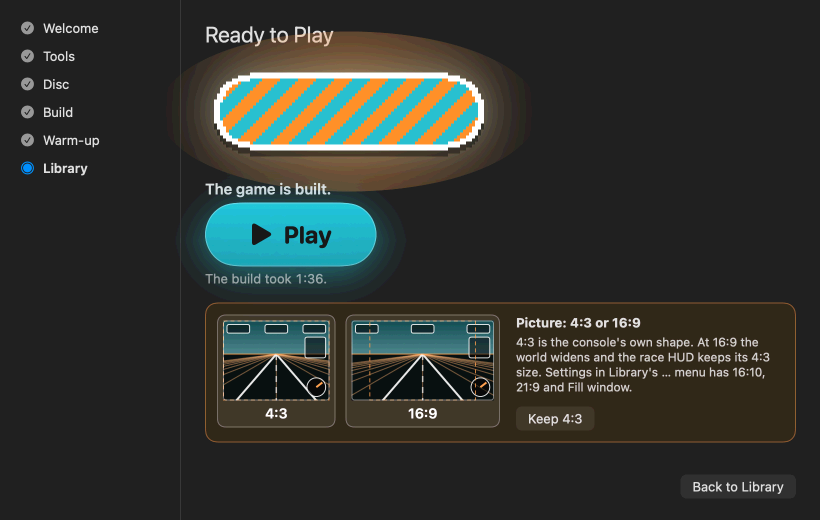 Welcome
Tools
Disc
Build
Warm-up
Library
Ready to Play
The game is built.
Play
The build took 1:36.
4:3
16:9
Picture: 4:3 or 16:9
4:3 is the console's own shape. At 16:9 the
world widens and the race HUD keeps its 4:3
size. Settings in Library's ... menu has 16:10,
21:9 and Fill window.
Keep 4:3
Back to Library